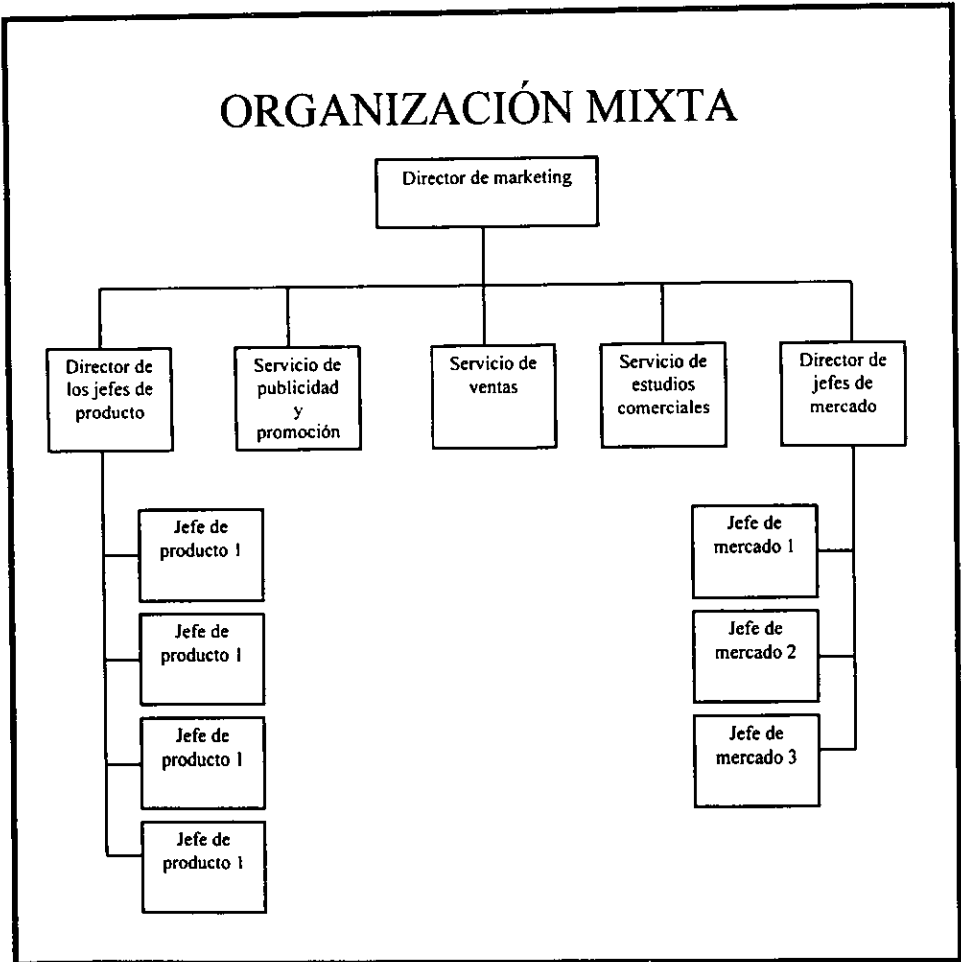 ORGANIZACIÓN MIXTA
Director de marketing
Director de
los jefes de
producto
Servicio de
publicidad
y
promoción
Servicio de
ventas
Servicio de
estudios
comerciales
Director de
jefes de
mercado
Jefe de
producto 1
Jefe de
producto 1
Jefe de
producto 1
Jefe de
producto 1
Jefe de
mercado 1
Jefe de
mercado 2
Jefe de
mercado 3